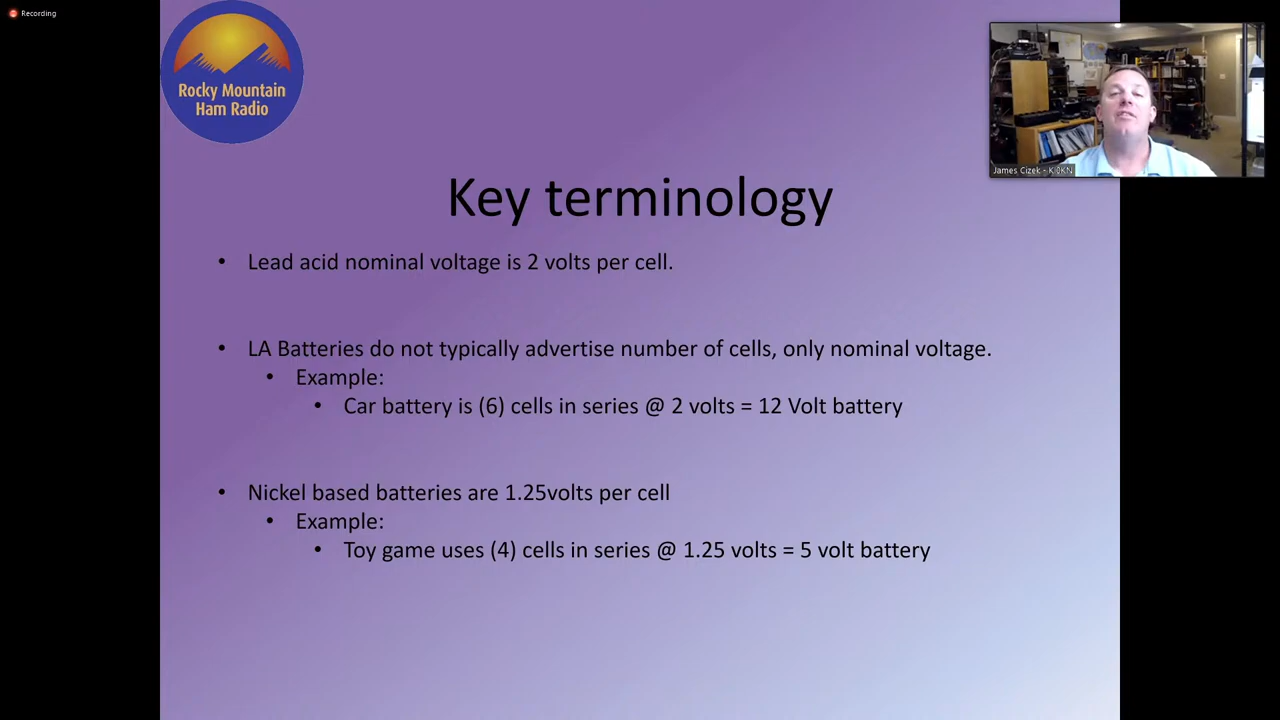 Recording
Rocky Mountain
Ham Radio
James Cizek - KI0KN
Key terminology
• Lead acid nominal voltage is 2 volts per cell.
• LA Batteries do not typically advertise number of cells, only nominal voltage.
• Example:
• Car battery is (6) cells in series @ 2 volts = 12 Volt battery
• Nickel based batteries are 1.25volts per cell
• Example:
• Toy game uses (4) cells in series @ 1.25 volts = 5 volt battery